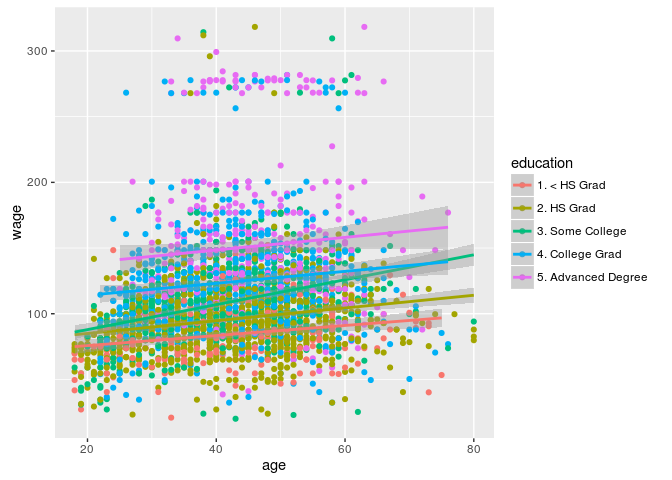 300
200
100
wage
20 40 60 80
age
education
1. < HS Grad
2. HS Grad
3. Some College
4. College Grad
5. Advanced Degree